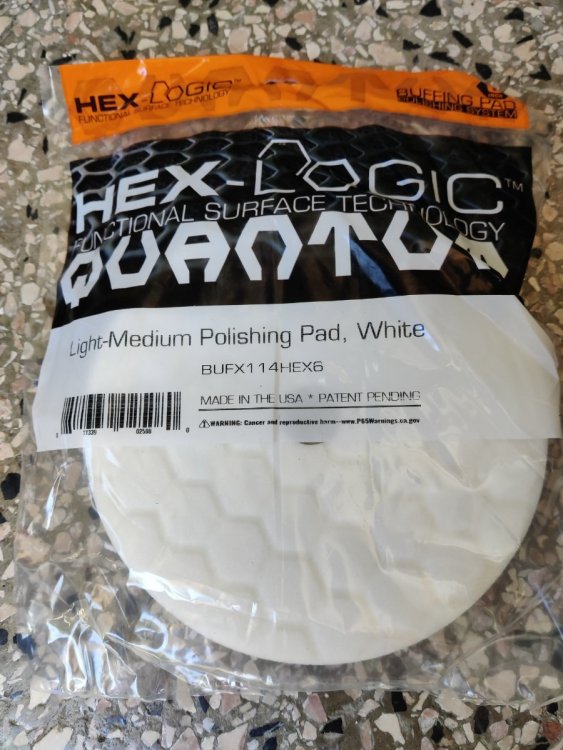 HEX-LOGIC™
FUNCTIONAL SURFACE TECHNOLOGY
BUFFING PAD
POLISHING SYSTEM
HEX-LOGIC™
FUNCTIONAL SURFACE TECHNOLOGY
QUANTUM
Light-Medium Polishing Pad, White
BUFX114HEX6
MADE IN THE USA * PATENT PENDING
⚠WARNING: Cancer and reproductive harm--www.P65Warnings.ca.gov